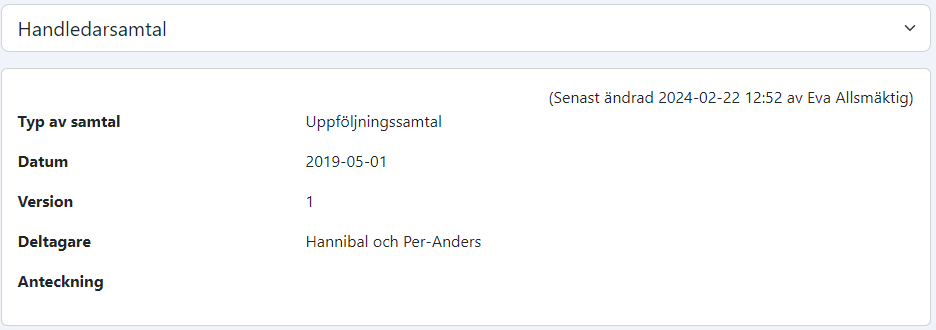 Handledarsamtal
(Senast ändrad 2024-02-22 12:52 av Eva Allsmäktig)
Typ av samtal Uppföljningssamtal
Datum 2019-05-01
Version 1
Deltagare Hannibal och Per-Anders
Anteckning